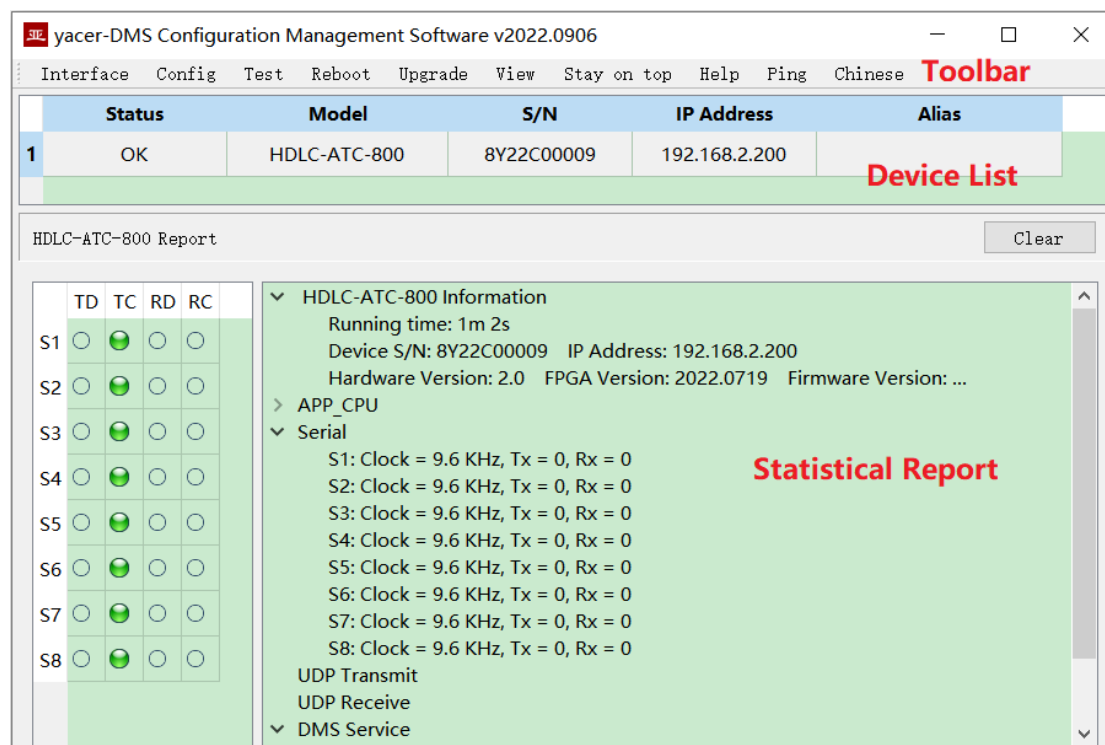 亚 yacer-DMS Configuration Management Software v2022.0906
Interface Config Test Reboot Upgrade View Stay on top Help Ping Chinese Toolbar
Status Model S/N IP Address Alias
1 OK HDLC-ATC-800 8Y22C00009 192.168.2.200
Device List
HDLC-ATC-800 Report Clear
TD TC RD RC
S1
S2
S3
S4
S5
S6
S7
S8
HDLC-ATC-800 Information
Running time: 1m 2s
Device S/N: 8Y22C00009 IP Address: 192.168.2.200
Hardware Version: 2.0 FPGA Version: 2022.0719 Firmware Version: ...
APP_CPU
Serial
S1: Clock = 9.6 KHz, Tx = 0, Rx = 0
S2: Clock = 9.6 KHz, Tx = 0, Rx = 0
S3: Clock = 9.6 KHz, Tx = 0, Rx = 0
S4: Clock = 9.6 KHz, Tx = 0, Rx = 0
S5: Clock = 9.6 KHz, Tx = 0, Rx = 0
S6: Clock = 9.6 KHz, Tx = 0, Rx = 0
S7: Clock = 9.6 KHz, Tx = 0, Rx = 0
S8: Clock = 9.6 KHz, Tx = 0, Rx = 0
Statistical Report
UDP Transmit
UDP Receive
DMS Service